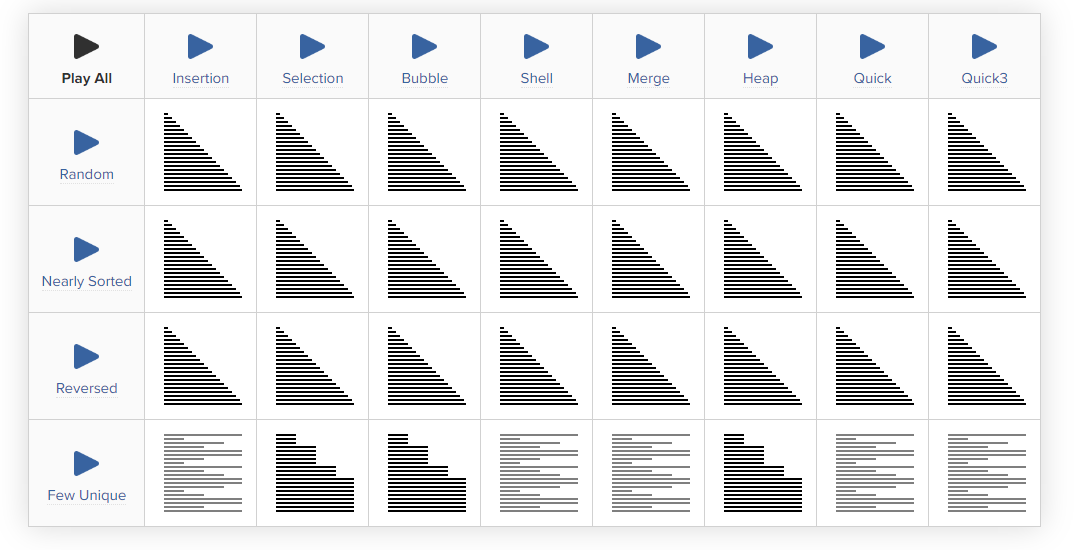 Play All
Insertion
Selection
Bubble
Shell
Merge
Heap
Quick
Quick3
Random
Nearly Sorted
Reversed
Few Unique